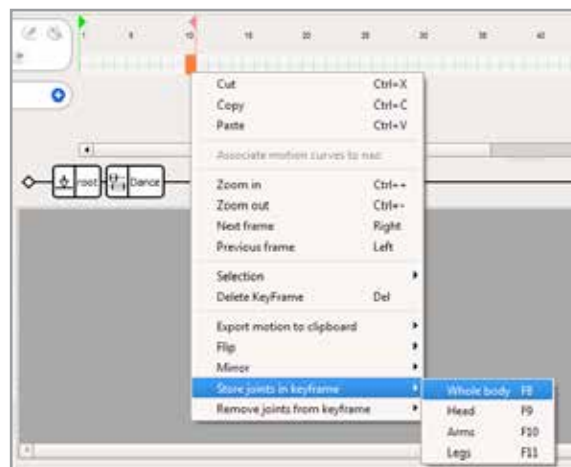 1 5 10 15 20 25 30 35 40
Cut Ctrl+X
Copy Ctrl+C
Paste Ctrl+V
Associate motion curves to nao
root Dance
Zoom in Ctrl++
Zoom out Ctrl+-
Next frame Right
Previous frame Left
Selection
Delete KeyFrame Del
Export motion to clipboard
Flip
Mirror
Store joints in keyframe
Whole body F8
Remove joints from keyframe
Head F9
Arms F10
Legs F11